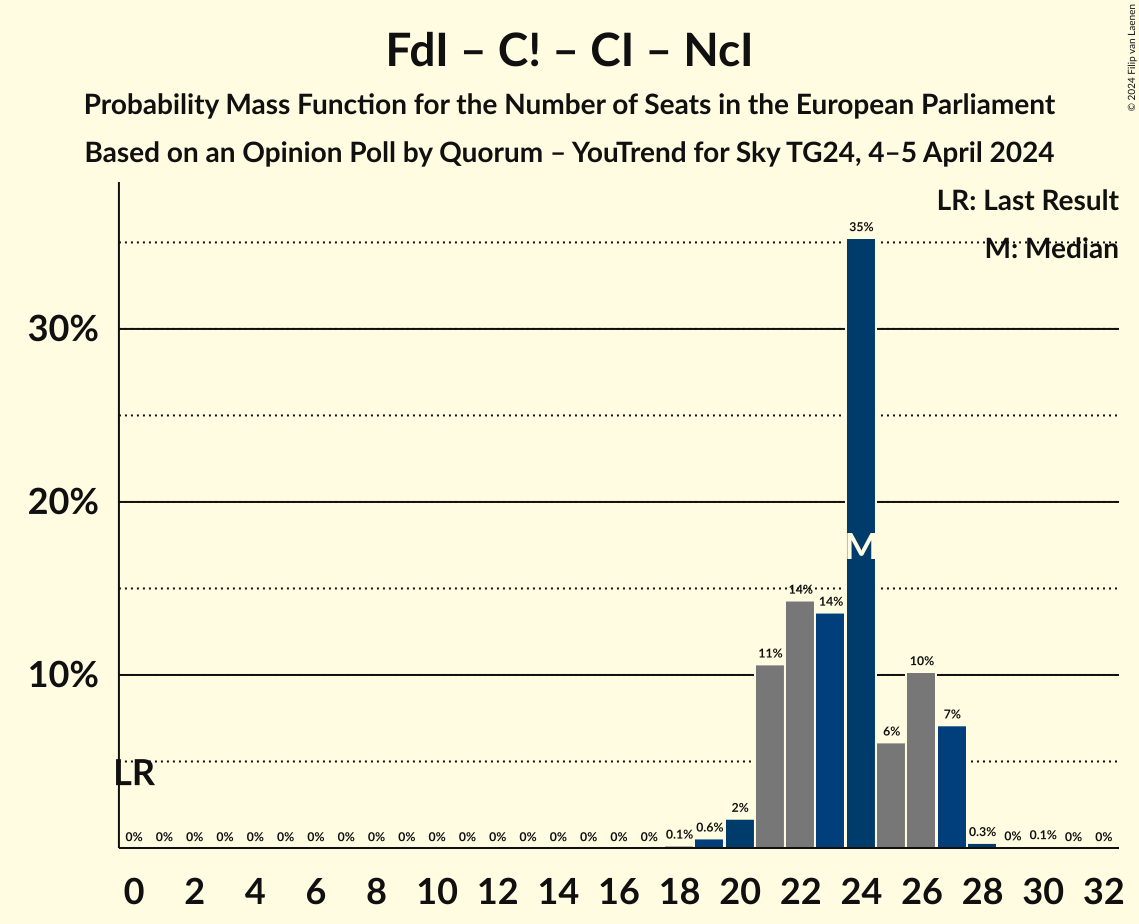 FdI – C! – CI – NcI
Probability Mass Function for the Number of Seats in the European Parliament
Based on an Opinion Poll by Quorum – YouTrend for Sky TG24, 4–5 April 2024
© 2024 Filip van Laenen
LR: Last Result
M: Median
30%
20%
10%
LR
M
0% 0% 0% 0% 0% 0% 0% 0% 0% 0% 0% 0% 0% 0% 0% 0% 0% 0% 0.1% 0.6% 2% 11% 14% 14% 35% 6% 10% 7% 0.3% 0% 0.1% 0% 0%
0 2 4 6 8 10 12 14 16 18 20 22 24 26 28 30 32